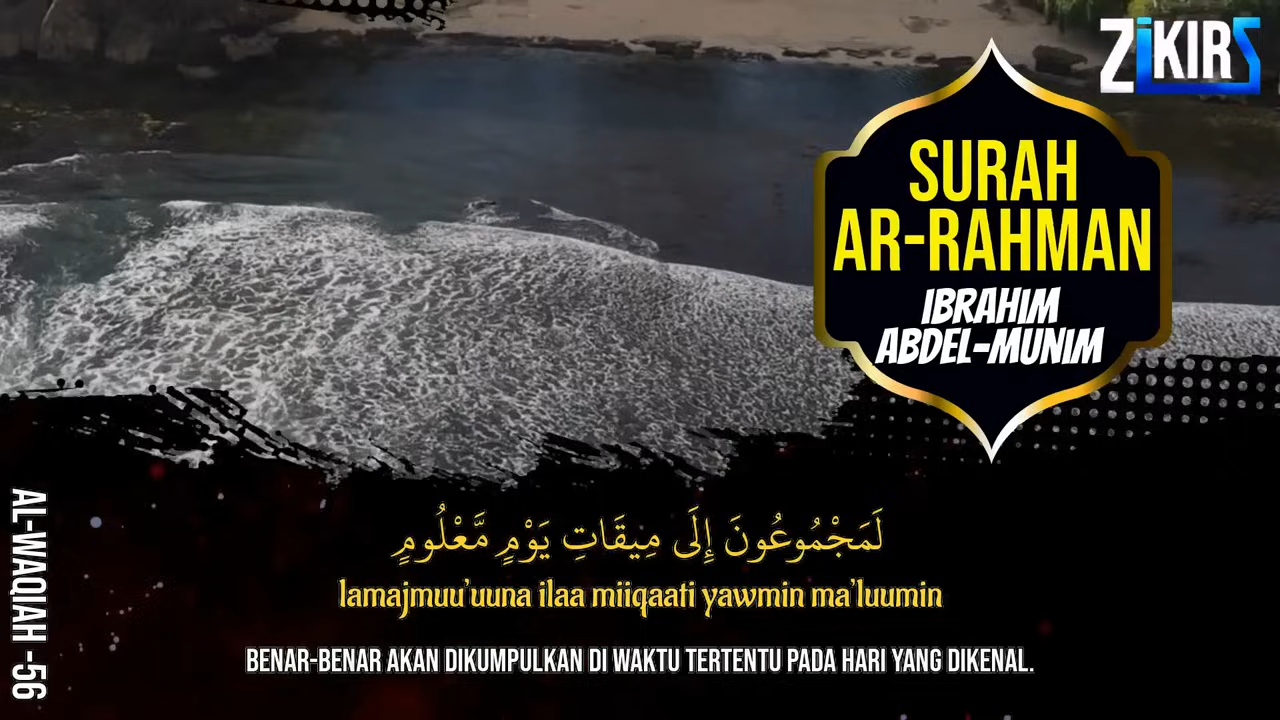 ZiKIRS
SURAH
AR-RAHMAN
IBRAHIM
ABDEL-MUNIM
AL-WAQIAH -56
لَمَجْمُوعُونَ إِلَى مِيقَاتِ يَوْمٍ مَّعْلُومٍ
lamajmuu'uuna ilaa miiqaati yawmin ma'luumin
BENAR-BENAR AKAN DIKUMPULKAN DI WAKTU TERTENTU PADA HARI YANG DIKENAL.